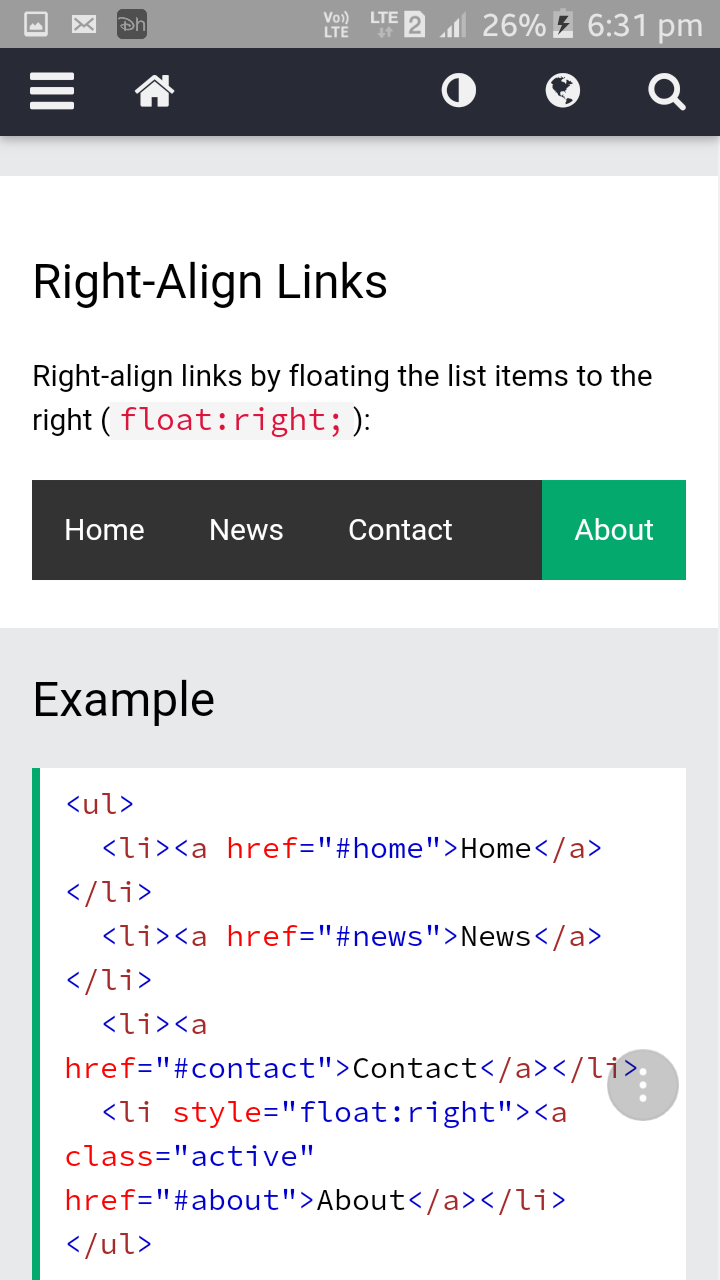 Dh Vo)) LTE LTE 2 26% 6:31 pm
Right-Align Links
Right-align links by floating the list items to the
right ( float:right; ):
Home News Contact About
Example
<ul>
  <li><a href="#home">Home</a>
</li>
  <li><a href="#news">News</a>
</li>
  <li><a
href="#contact">Contact</a></li>
  <li style="float:right"><a
class="active"
href="#about">About</a></li>
</ul>